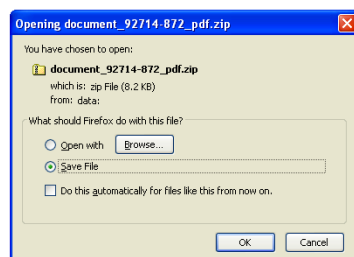 Opening document_92714-872_pdf.zip
You have chosen to open:
document_92714-872_pdf.zip
which is: zip File (8.2 KB)
from: data:
What should Firefox do with this file?
Open with Browse...
Save File
Do this automatically for files like this from now on.
OK Cancel